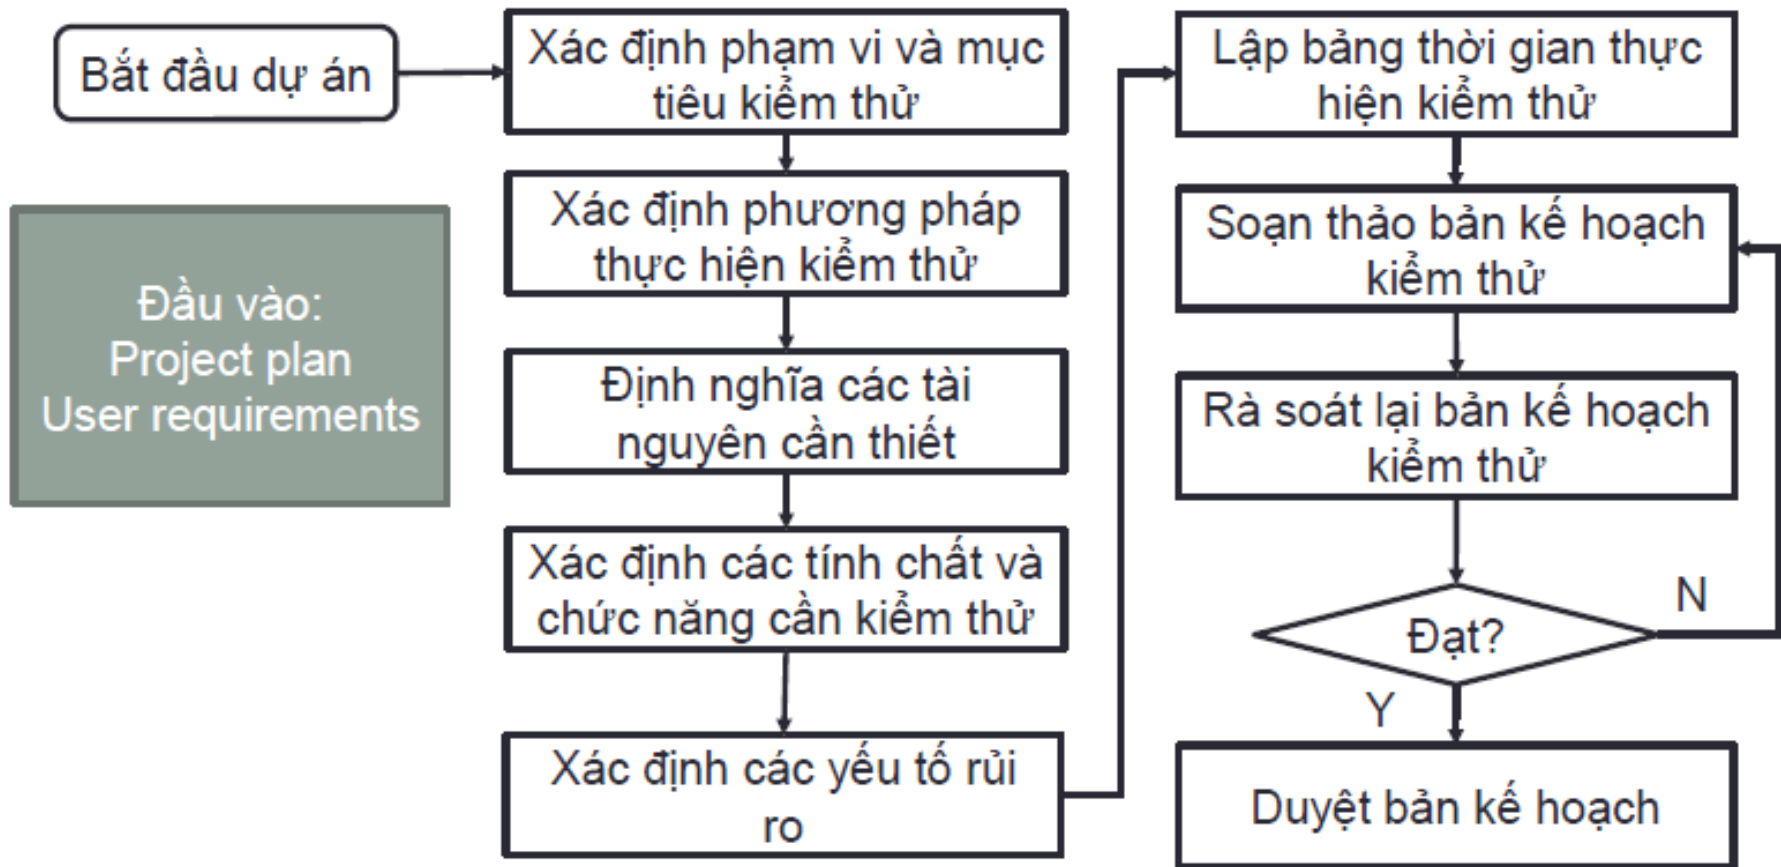 Bắt đầu dự án
Đầu vào:
Project plan
User requirements
Xác định phạm vi và mục
tiêu kiểm thử
Xác định phương pháp
thực hiện kiểm thử
Định nghĩa các tài
nguyên cần thiết
Xác định các tính chất và
chức năng cần kiểm thử
Xác định các yếu tố rủi
ro
Lập bảng thời gian thực
hiện kiểm thử
Soạn thảo bản kế hoạch
kiểm thử
Rà soát lại bản kế hoạch
kiểm thử
Đạt?
N
Y
Duyệt bản kế hoạch